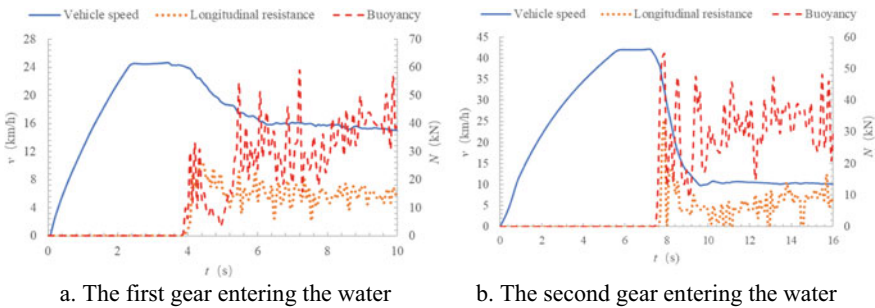 Vehicle speed Longitudinal resistance Buoyancy
28
24
20
16
12
8
4
0
v (km/h)
70
60
50
40
30
20
10
0
N (kN)
0 2 4 6 8 10
t (s)
a. The first gear entering the water
Vehicle speed Longitudinal resistance Buoyancy
45
40
35
30
25
20
15
10
5
0
v (km/h)
60
50
40
30
20
10
0
N (kN)
0 2 4 6 8 10 12 14 16
t (s)
b. The second gear entering the water